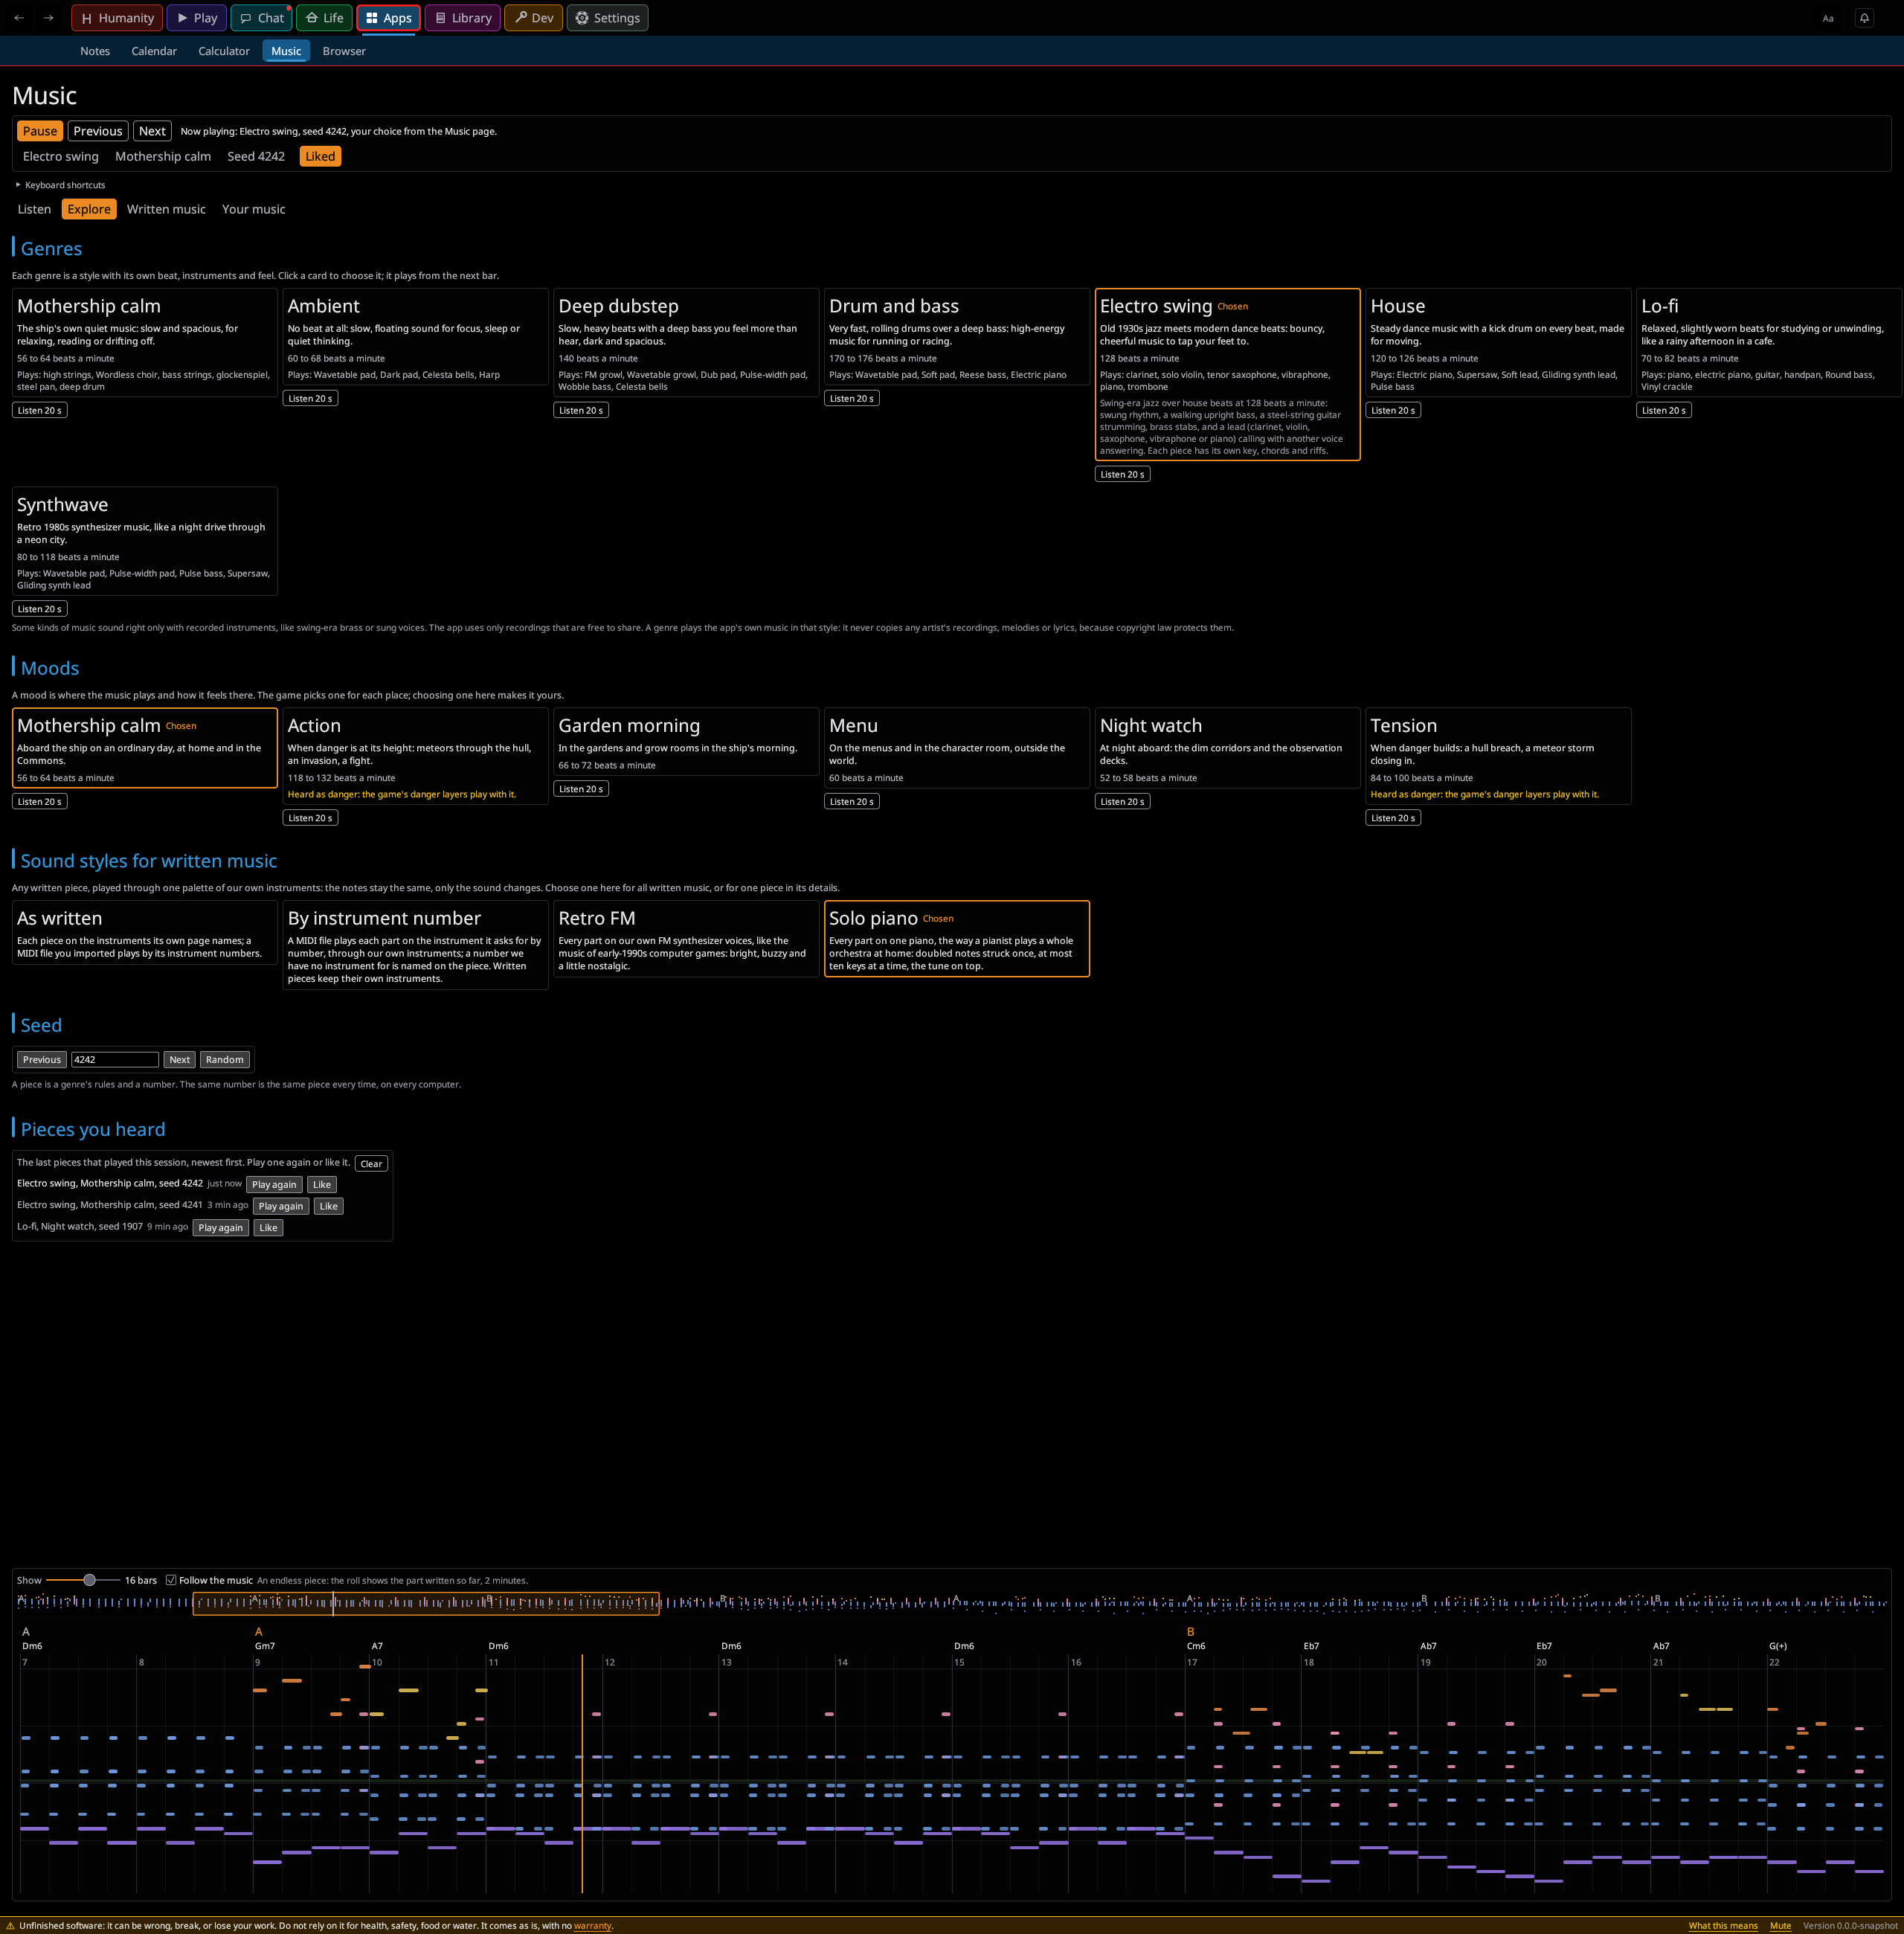 Humanity Play Chat Life Apps Library Dev Settings Aa
Notes Calendar Calculator Music Browser
Music
Pause Previous Next Now playing: Electro swing, seed 4242, your choice from the Music page.
Electro swing Mothership calm Seed 4242 Liked
Keyboard shortcuts
Listen Explore Written music Your music
Genres
Each genre is a style with its own beat, instruments and feel. Click a card to choose it; it plays from the next bar.
Mothership calm
The ship's own quiet music: slow and spacious, for
relaxing, reading or drifting off.
56 to 64 beats a minute
Plays: high strings, Wordless choir, bass strings, glockenspiel,
steel pan, deep drum
Listen 20 s
Ambient
No beat at all: slow, floating sound for focus, sleep or
quiet thinking.
60 to 68 beats a minute
Plays: Wavetable pad, Dark pad, Celesta bells, Harp
Listen 20 s
Deep dubstep
Slow, heavy beats with a deep bass you feel more than
hear, dark and spacious.
140 beats a minute
Plays: FM growl, Wavetable growl, Dub pad, Pulse-width pad,
Wobble bass, Celesta bells
Listen 20 s
Drum and bass
Very fast, rolling drums over a deep bass: high-energy
music for running or racing.
170 to 176 beats a minute
Plays: Wavetable pad, Soft pad, Reese bass, Electric piano
Listen 20 s
Electro swing Chosen
Old 1930s jazz meets modern dance beats: bouncy,
cheerful music to tap your feet to.
128 beats a minute
Plays: clarinet, solo violin, tenor saxophone, vibraphone,
piano, trombone
Swing-era jazz over house beats at 128 beats a minute:
swung rhythm, a walking upright bass, a steel-string guitar
strumming, brass stabs, and a lead (clarinet, violin,
saxophone, vibraphone or piano) calling with another voice
answering. Each piece has its own key, chords and riffs.
Listen 20 s
House
Steady dance music with a kick drum on every beat, made
for moving.
120 to 126 beats a minute
Plays: Electric piano, Supersaw, Soft lead, Gliding synth lead,
Pulse bass
Listen 20 s
Lo-fi
Relaxed, slightly worn beats for studying or unwinding,
like a rainy afternoon in a cafe.
70 to 82 beats a minute
Plays: piano, electric piano, guitar, handpan, Round bass,
Vinyl crackle
Listen 20 s
Synthwave
Retro 1980s synthesizer music, like a night drive through
a neon city.
80 to 118 beats a minute
Plays: Wavetable pad, Pulse-width pad, Pulse bass, Supersaw,
Gliding synth lead
Listen 20 s
Some kinds of music sound right only with recorded instruments, like swing-era brass or sung voices. The app uses only recordings that are free to share. A genre plays the app's own music in that style: it never copies any artist's recordings, melodies or lyrics, because copyright law protects them.
Moods
A mood is where the music plays and how it feels there. The game picks one for each place; choosing one here makes it yours.
Mothership calm Chosen
Aboard the ship on an ordinary day, at home and in the
Commons.
56 to 64 beats a minute
Listen 20 s
Action
When danger is at its height: meteors through the hull,
an invasion, a fight.
118 to 132 beats a minute
Heard as danger: the game's danger layers play with it.
Listen 20 s
Garden morning
In the gardens and grow rooms in the ship's morning.
66 to 72 beats a minute
Listen 20 s
Menu
On the menus and in the character room, outside the
world.
60 beats a minute
Listen 20 s
Night watch
At night aboard: the dim corridors and the observation
decks.
52 to 58 beats a minute
Listen 20 s
Tension
When danger builds: a hull breach, a meteor storm
closing in.
84 to 100 beats a minute
Heard as danger: the game's danger layers play with it.
Listen 20 s
Sound styles for written music
Any written piece, played through one palette of our own instruments: the notes stay the same, only the sound changes. Choose one here for all written music, or for one piece in its details.
As written
Each piece on the instruments its own page names; a
MIDI file you imported plays by its instrument numbers.
By instrument number
A MIDI file plays each part on the instrument it asks for by
number, through our own instruments; a number we
have no instrument for is named on the piece. Written
pieces keep their own instruments.
Retro FM
Every part on our own FM synthesizer voices, like the
music of early-1990s computer games: bright, buzzy and
a little nostalgic.
Solo piano Chosen
Every part on one piano, the way a pianist plays a whole
orchestra at home: doubled notes struck once, at most
ten keys at a time, the tune on top.
Seed
Previous 4242 Next Random
A piece is a genre's rules and a number. The same number is the same piece every time, on every computer.
Pieces you heard
The last pieces that played this session, newest first. Play one again or like it. Clear
Electro swing, Mothership calm, seed 4242 just now Play again Like
Electro swing, Mothership calm, seed 4241 3 min ago Play again Like
Lo-fi, Night watch, seed 1907 9 min ago Play again Like
Show 16 bars Follow the music An endless piece: the roll shows the part written so far, 2 minutes.
A A B B A A B B
A A B
Dm6 Gm7 A7 Dm6 Dm6 Dm6 Cm6 Eb7 Ab7 Eb7 Ab7 G(+)
7 8 9 10 11 12 13 14 15 16 17 18 19 20 21 22
Unfinished software: it can be wrong, break, or lose your work. Do not rely on it for health, safety, food or water. It comes as is, with no warranty. What this means Mute Version 0.0.0-snapshot